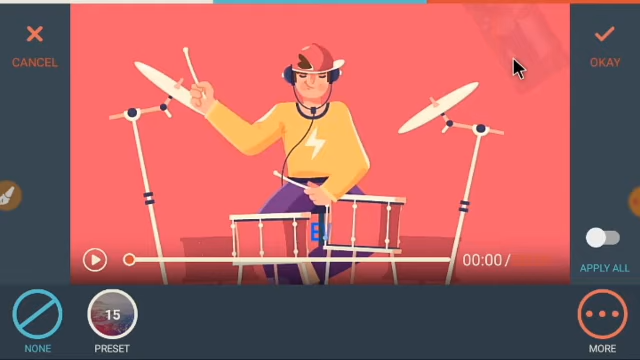 CANCEL
OKAY
E
00:00 /
APPLY ALL
15
NONE
PRESET
MORE